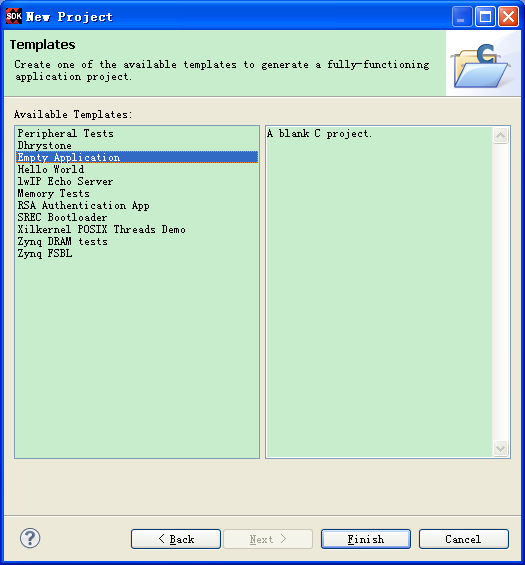 SDK New Project
Templates
Create one of the available templates to generate a fully-functioning
application project.
C
Available Templates:
Peripheral Tests
Dhrystone
Empty Application
Hello World
lwIP Echo Server
Memory Tests
RSA Authentication App
SREC Bootloader
Xilkernel POSIX Threads Demo
Zynq DRAM tests
Zynq FSBL
A blank C project.
?
< Back
Next >
Finish
Cancel